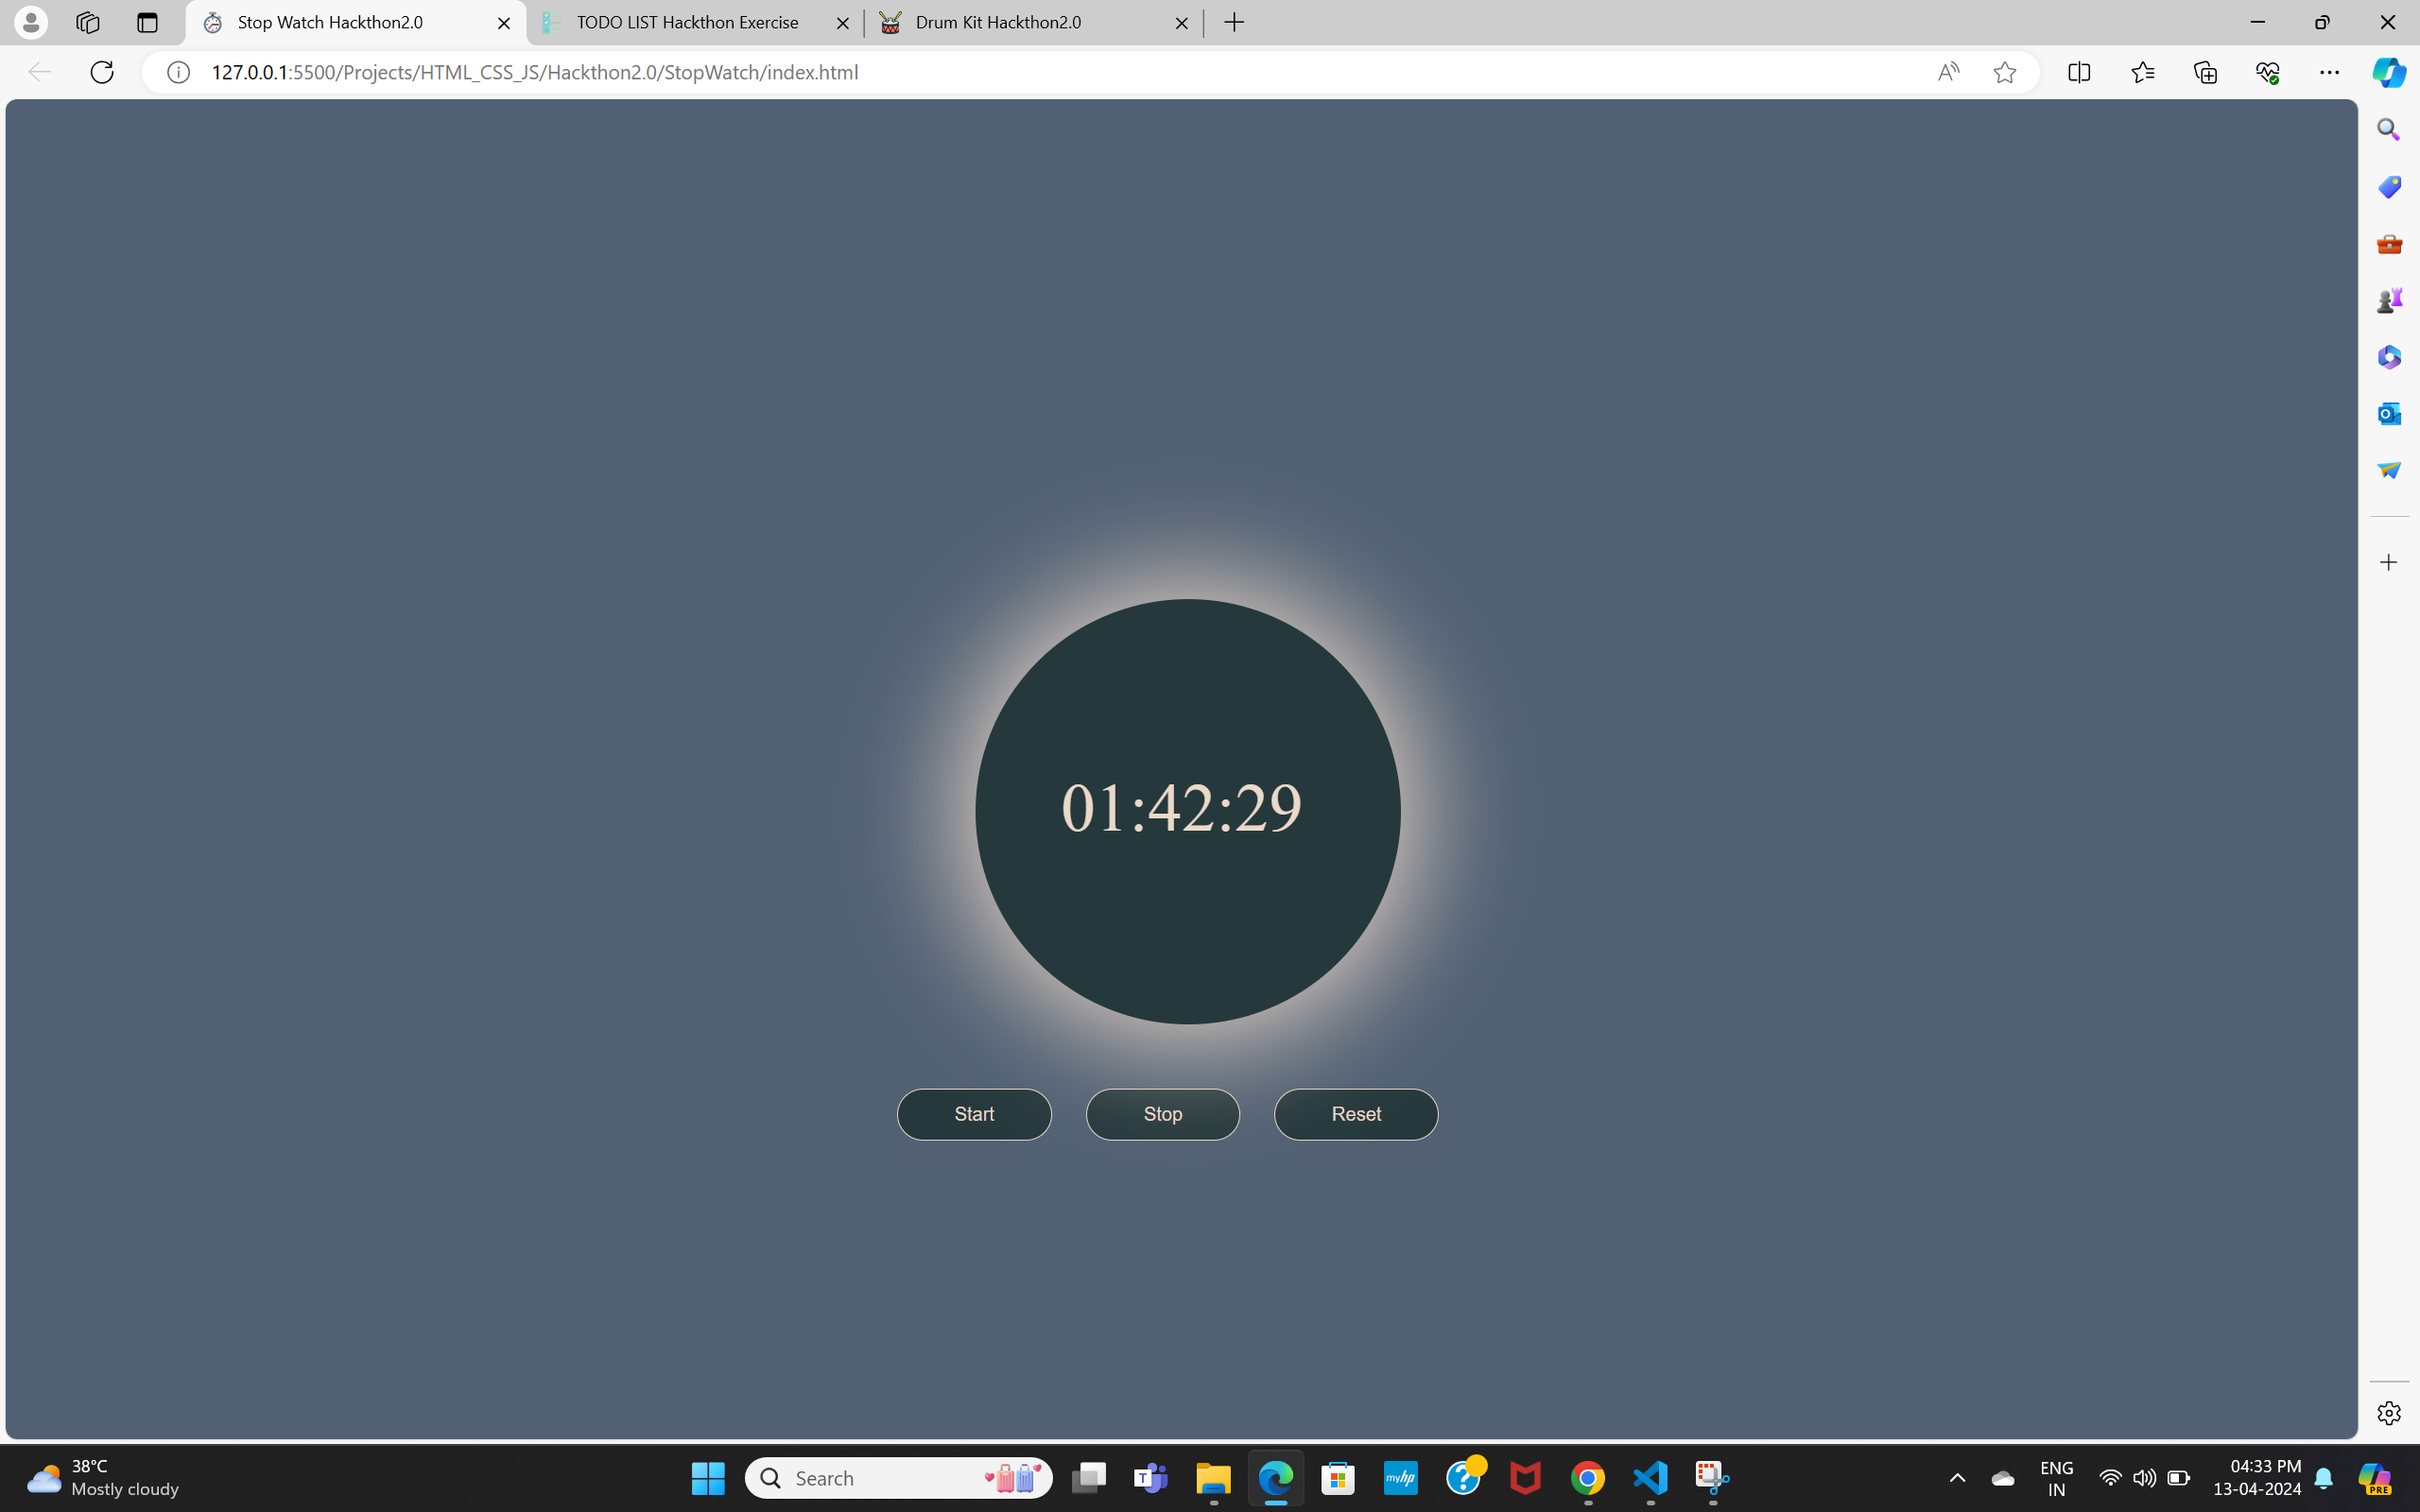 Stop Watch Hackthon2.0
TODO LIST Hackthon Exercise
Drum Kit Hackthon2.0
127.0.0.1:5500/Projects/HTML_CSS_JS/Hackthon2.0/StopWatch/index.html
01:42:29
Start
Stop
Reset
38°C
Mostly cloudy
Search
T
myhp
ENG
IN
04:33 PM
13-04-2024
PRE